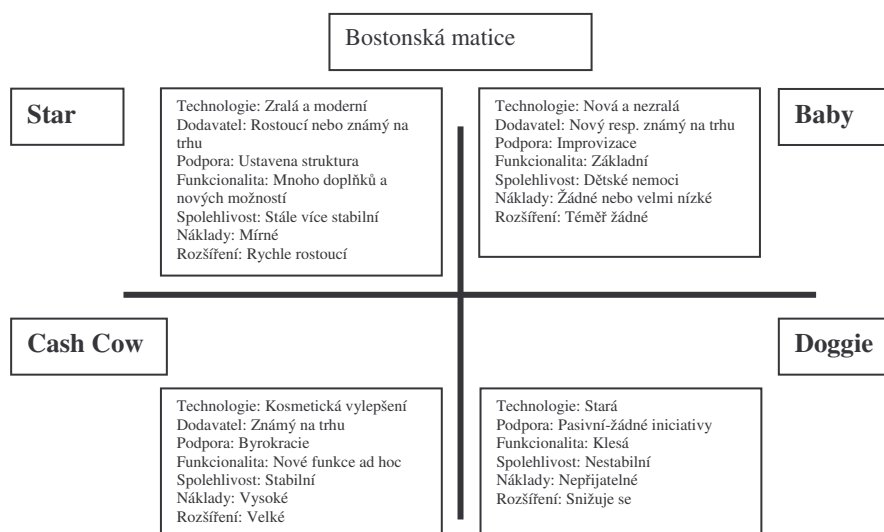 Bostonská matice
Star
Technologie: Zralá a moderní
Dodavatel: Rostoucí nebo známý na
trhu
Podpora: Ustavena struktura
Funkcionalita: Mnoho doplňků a
nových možností
Spolehlivost: Stále více stabilní
Náklady: Mírné
Rozšíření: Rychle rostoucí
Technologie: Nová a nezralá
Dodavatel: Nový resp. známý na trhu
Podpora: Improvizace
Funkcionalita: Základní
Spolehlivost: Dětské nemoci
Náklady: Žádné nebo velmi nízké
Rozšíření: Téměř žádné
Baby
Cash Cow
Technologie: Kosmetická vylepšení
Dodavatel: Známý na trhu
Podpora: Byrokracie
Funkcionalita: Nové funkce ad hoc
Spolehlivost: Stabilní
Náklady: Vysoké
Rozšíření: Velké
Doggie
Technologie: Stará
Podpora: Pasivní-žádné iniciativy
Funkcionalita: Klesá
Spolehlivost: Nestabilní
Náklady: Nepřijatelné
Rozšíření: Snižuje se